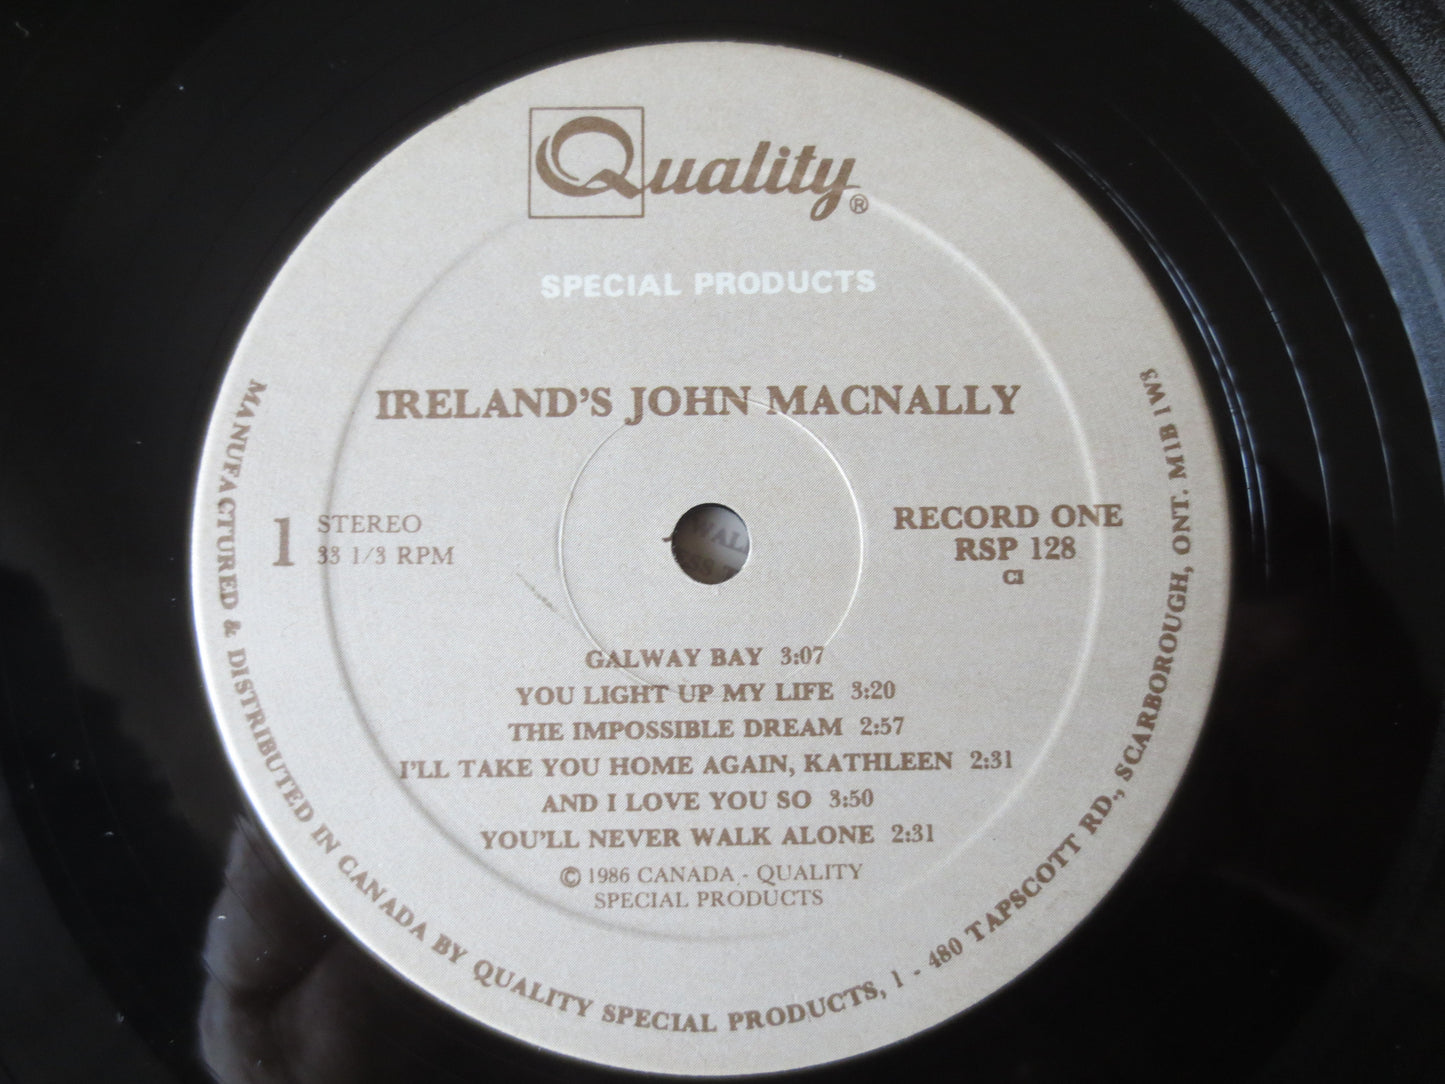 Quality®
SPECIAL PRODUCTS
IRELAND'S JOHN MACNALLY
1
STEREO
33 1/3 RPM
RECORD ONE
RSP 128
CI
GALWAY BAY 3:07
YOU LIGHT UP MY LIFE 3:20
THE IMPOSSIBLE DREAM 2:57
I'LL TAKE YOU HOME AGAIN, KATHLEEN 2:31
AND I LOVE YOU SO 3:50
YOU'LL NEVER WALK ALONE 2:31
© 1986 CANADA - QUALITY
SPECIAL PRODUCTS
MANUFACTURED & DISTRIBUTED IN CANADA BY QUALITY SPECIAL PRODUCTS, 1 - 480 TAPSCOTT RD., SCARBOROUGH, ONT. M1B 1W3